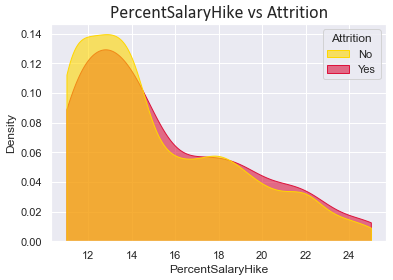 PercentSalaryHike vs Attrition
Attrition
No
Yes
Density
0.14
0.12
0.10
0.08
0.06
0.04
0.02
0.00
12 14 16 18 20 22 24
PercentSalaryHike